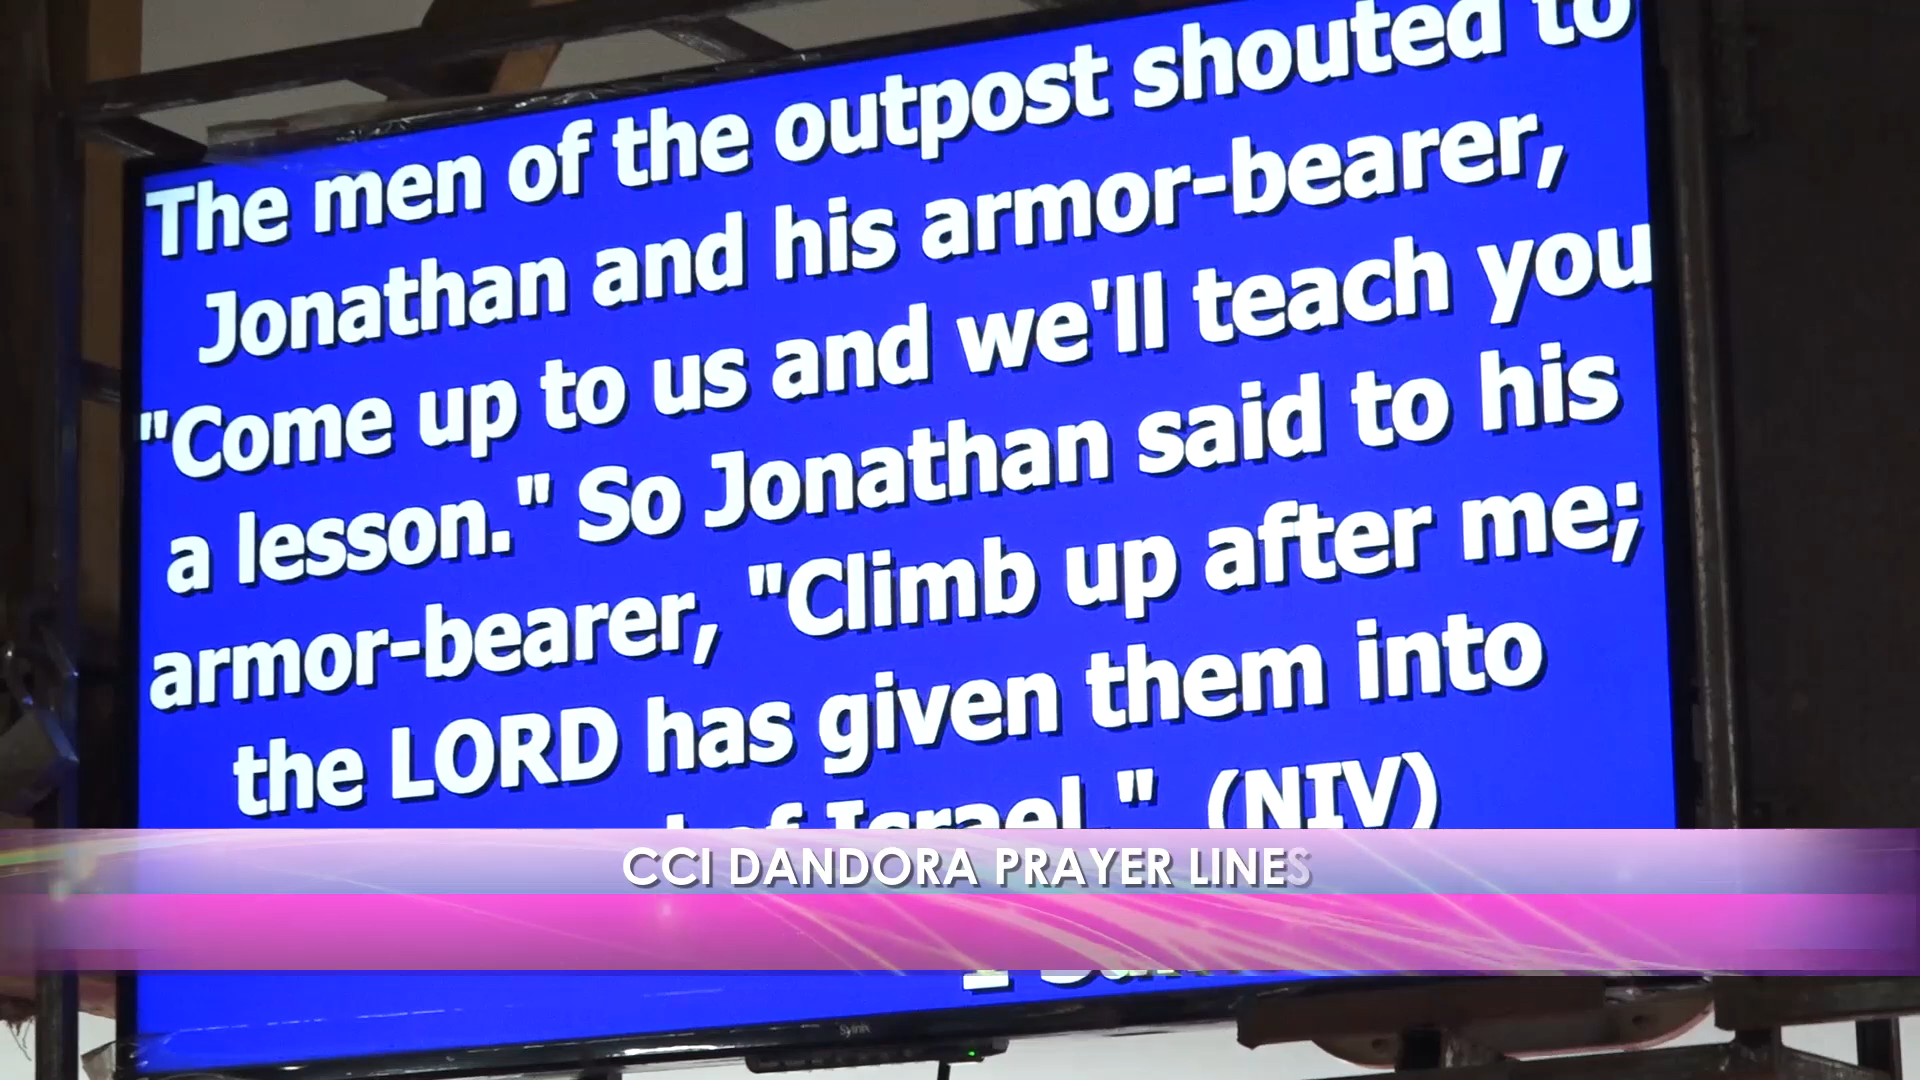 The men of the outpost shouted to
Jonathan and his armor-bearer,
"Come up to us and we'll teach you
a lesson." So Jonathan said to his
armor-bearer, "Climb up after me;
the LORD has given them into
of Israel." (NIV)
CCI DANDORA PRAYER LINES